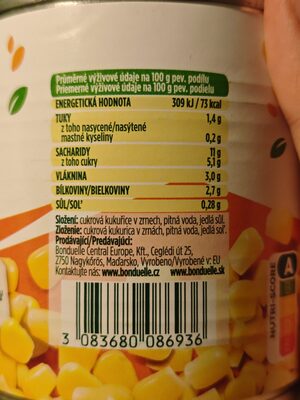 Průměrné výživové údaje na 100 g pev. podílu
Priemerné výživové údaje na 100 g pev. podielu
ENERGETICKÁ HODNOTA 309 kJ / 73 kcal
TUKY 1,4 g
z toho nasycené/nasýtené
mastné kyseliny 0,2 g
SACHARIDY 11 g
z toho cukry 5,1 g
VLÁKNINA 3,0 g
BÍLKOVINY/BIELKOVINY 2,7 g
SŮL/SOĽ 0,28 g
Složení: cukrová kukuřice v zrnech, pitná voda, jedlá sůl.
Zloženie: cukrová kukurica v zrnách, pitná voda, jedlá soľ.
Prodávající/Predávajúci:
Bonduelle Central Europe, Kft., Ceglédi út 25,
2750 Nagykőrös, Maďarsko, Vyrobeno/Vyrobené v: EU
Kontaktujte nás: www.bonduelle.cz www.bonduelle.sk
3 083680 086936
NUTRI-SCORE
A